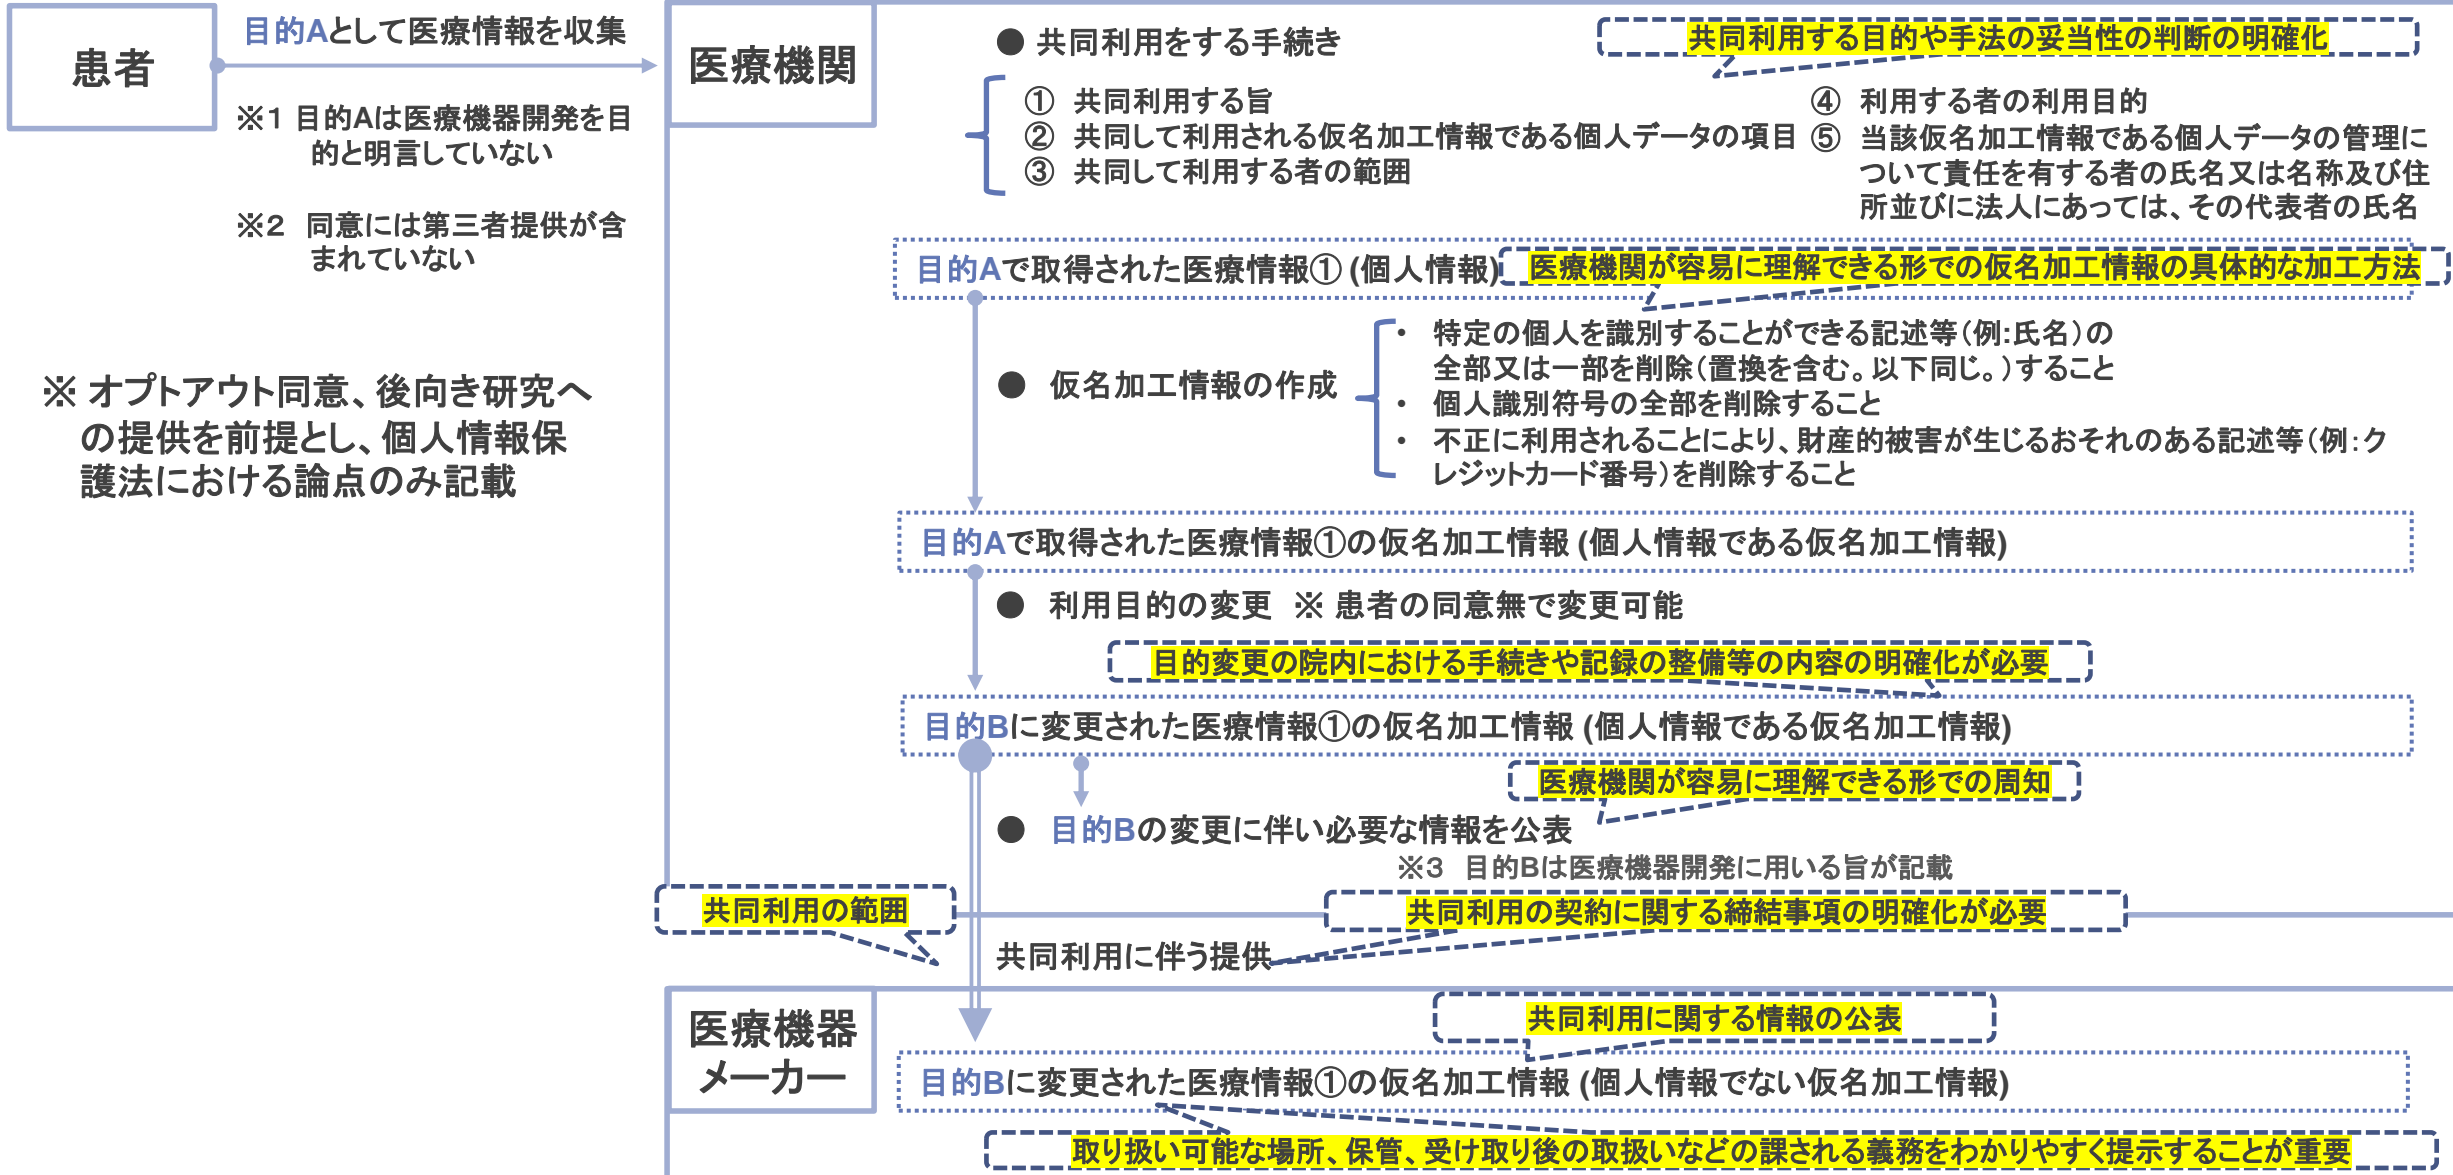 患者
目的Aとして医療情報を収集
※1 目的Aは医療機器開発を目
的と明言していない
※2 同意には第三者提供が含
まれていない
※ オプトアウト同意、後向き研究へ
の提供を前提とし、個人情報保
護法における論点のみ記載
医療機関
● 共同利用をする手続き
共同利用する目的や手法の妥当性の判断の明確化
① 共同利用する旨
② 共同して利用される仮名加工情報である個人データの項目
③ 共同して利用する者の範囲
④ 利用する者の利用目的
⑤ 当該仮名加工情報である個人データの管理に
ついて責任を有する者の氏名又は名称及び住
所並びに法人にあっては、その代表者の氏名
目的Aで取得された医療情報① (個人情報)
医療機関が容易に理解できる形での仮名加工情報の具体的な加工方法
● 仮名加工情報の作成
・ 特定の個人を識別することができる記述等(例:氏名)の
全部又は一部を削除(置換を含む。以下同じ。)すること
・ 個人識別符号の全部を削除すること
・ 不正に利用されることにより、財産的被害が生じるおそれのある記述等(例:ク
レジットカード番号)を削除すること
目的Aで取得された医療情報①の仮名加工情報 (個人情報である仮名加工情報)
● 利用目的の変更 ※ 患者の同意無で変更可能
目的変更の院内における手続きや記録の整備等の内容の明確化が必要
目的Bに変更された医療情報①の仮名加工情報 (個人情報である仮名加工情報)
医療機関が容易に理解できる形での周知
● 目的Bの変更に伴い必要な情報を公表
※3 目的Bは医療機器開発に用いる旨が記載
共同利用の範囲
共同利用の契約に関する締結事項の明確化が必要
共同利用に伴う提供
医療機器
メーカー
共同利用に関する情報の公表
目的Bに変更された医療情報①の仮名加工情報 (個人情報でない仮名加工情報)
取り扱い可能な場所、保管、受け取り後の取扱いなどの課される義務をわかりやすく提示することが重要